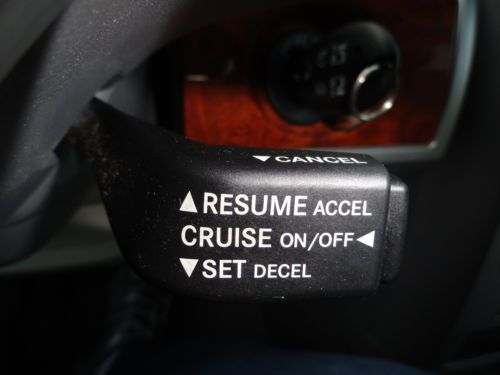 ▼CANCEL
▲RESUME ACCEL
CRUISE ON/OFF◀
▼SET DECEL